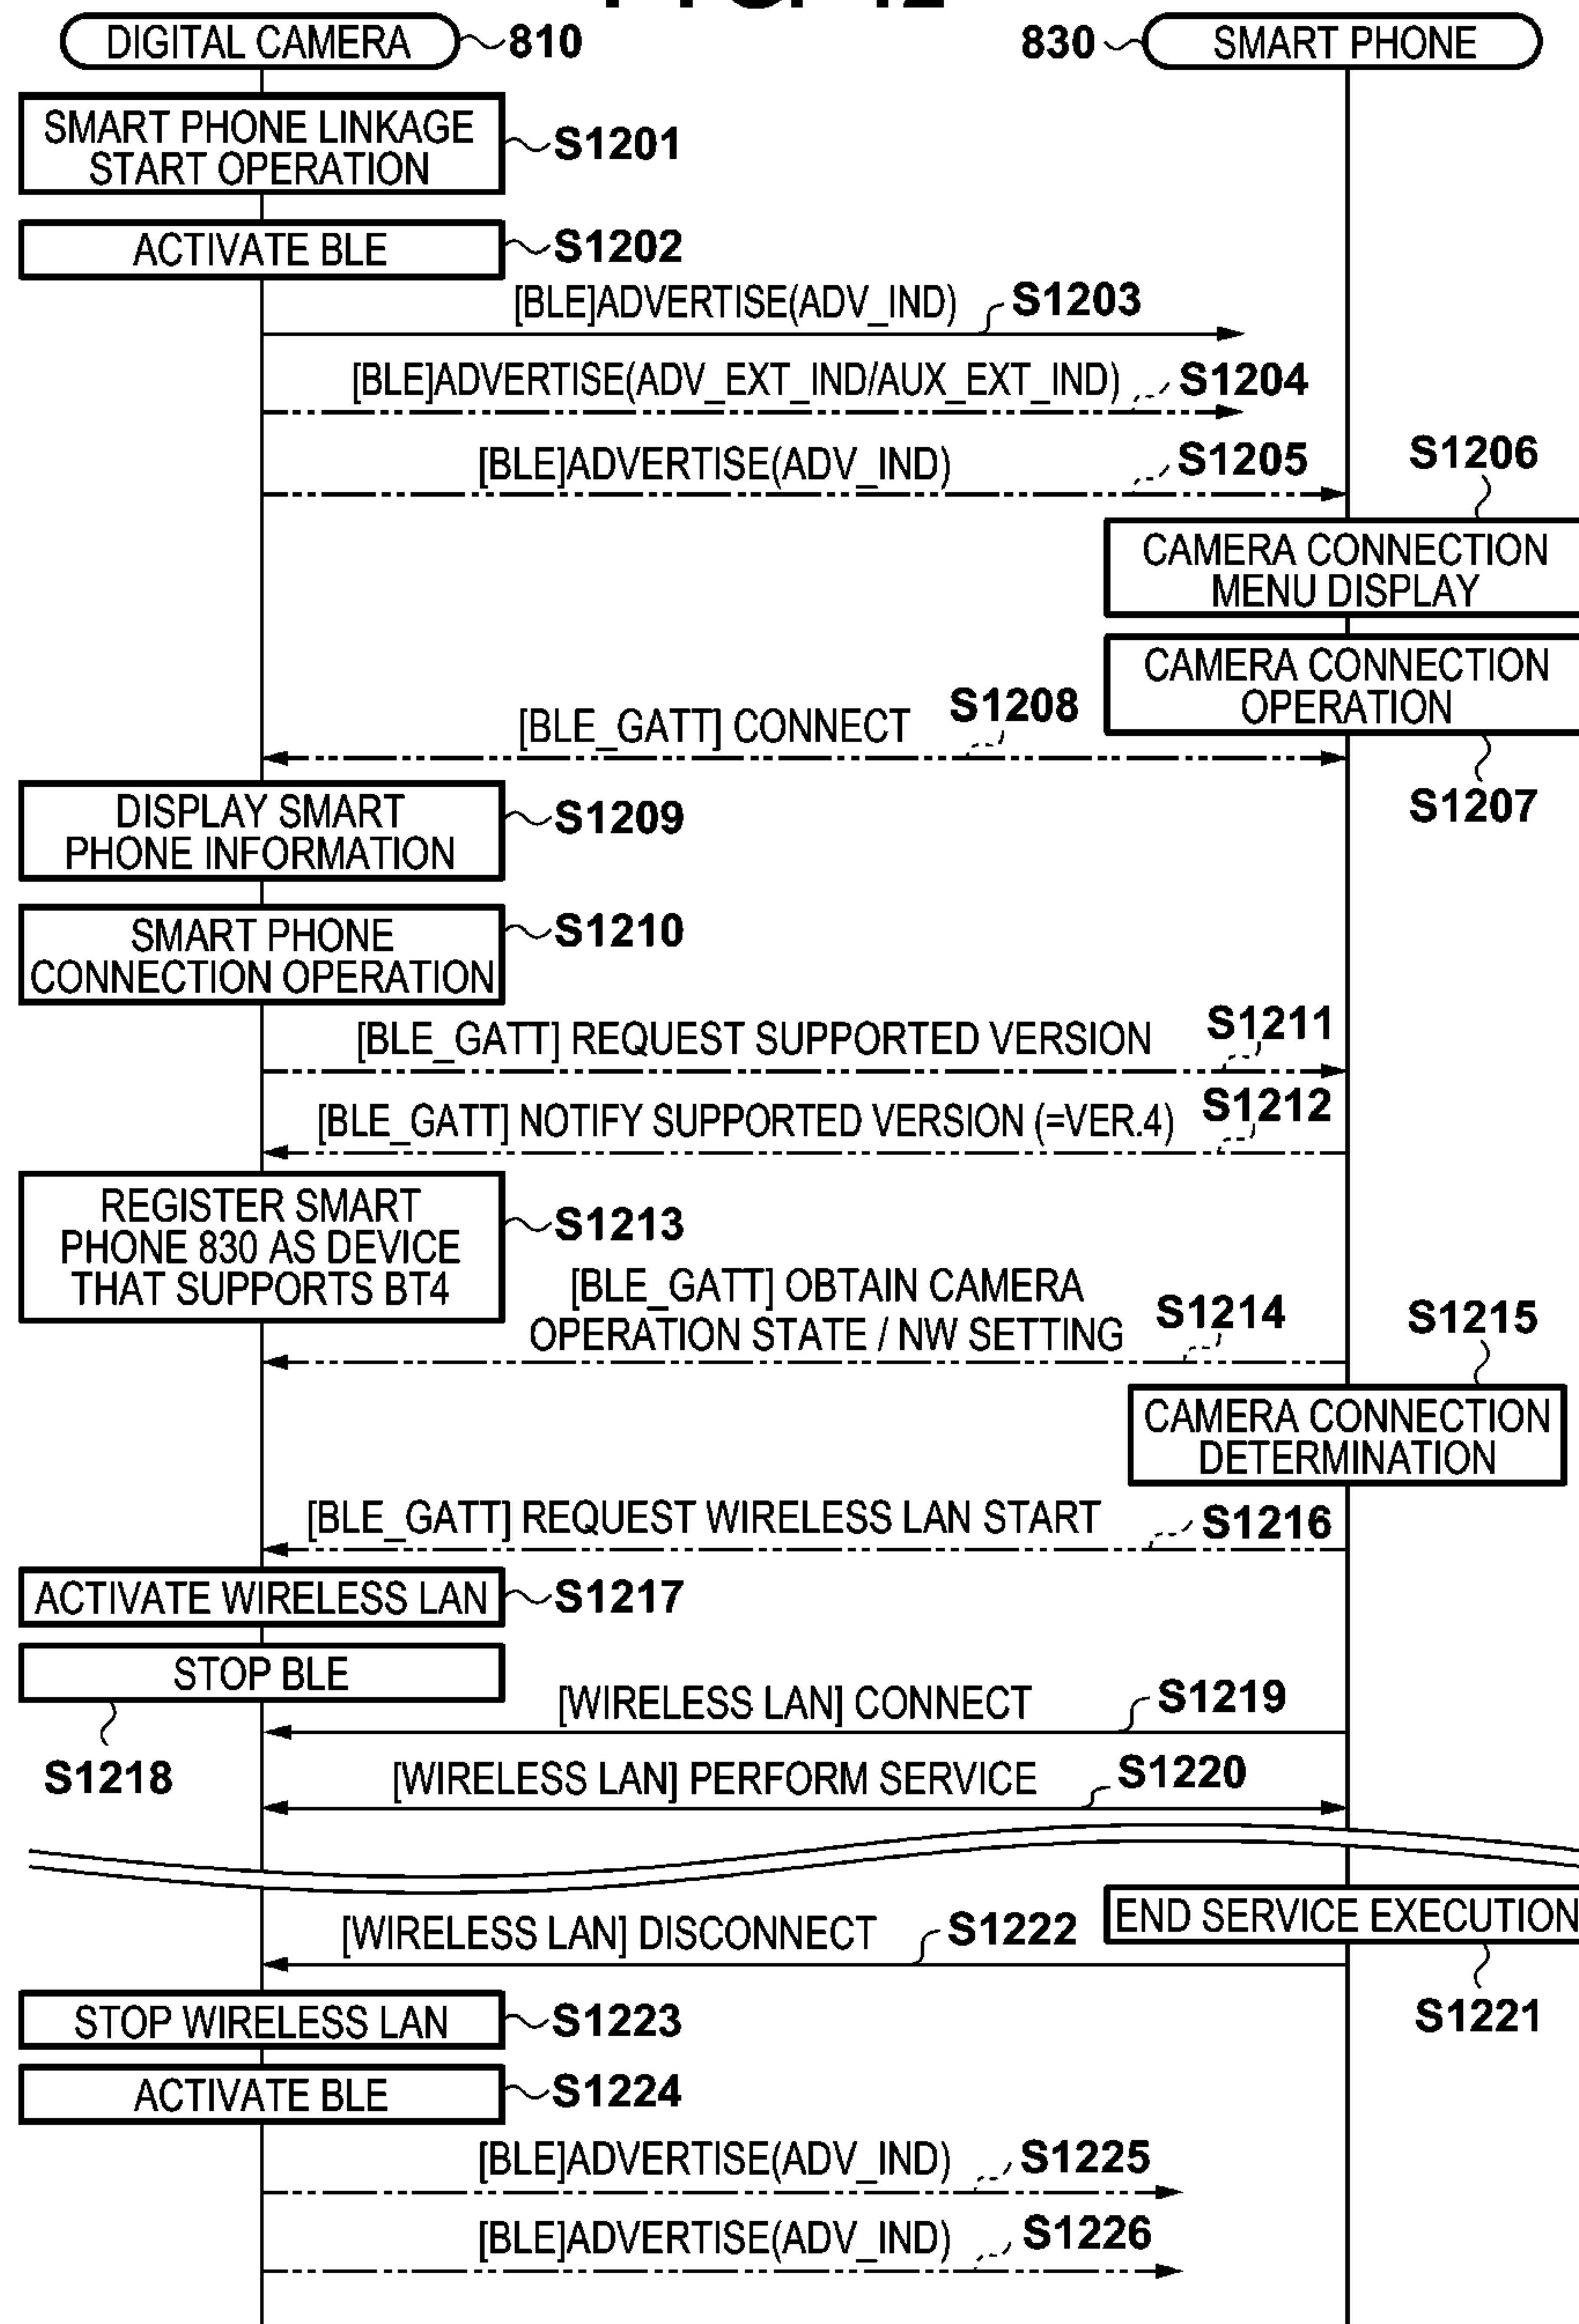 DIGITAL CAMERA
810
830
SMART PHONE
SMART PHONE LINKAGE
START OPERATION
S1201
ACTIVATE BLE
S1202
[BLE]ADVERTISE(ADV_IND)
S1203
[BLE]ADVERTISE(ADV_EXT_IND/AUX_EXT_IND)
S1204
[BLE]ADVERTISE(ADV_IND)
S1205
S1206
CAMERA CONNECTION
MENU DISPLAY
CAMERA CONNECTION
OPERATION
S1207
[BLE_GATT] CONNECT
S1208
DISPLAY SMART
PHONE INFORMATION
S1209
SMART PHONE
CONNECTION OPERATION
S1210
[BLE_GATT] REQUEST SUPPORTED VERSION
S1211
[BLE_GATT] NOTIFY SUPPORTED VERSION (=VER.4)
S1212
REGISTER SMART
PHONE 830 AS DEVICE
THAT SUPPORTS BT4
S1213
[BLE_GATT] OBTAIN CAMERA
OPERATION STATE / NW SETTING
S1214
S1215
CAMERA CONNECTION
DETERMINATION
[BLE_GATT] REQUEST WIRELESS LAN START
S1216
ACTIVATE WIRELESS LAN
S1217
STOP BLE
S1218
[WIRELESS LAN] CONNECT
S1219
[WIRELESS LAN] PERFORM SERVICE
S1220
END SERVICE EXECUTION
S1221
[WIRELESS LAN] DISCONNECT
S1222
STOP WIRELESS LAN
S1223
ACTIVATE BLE
S1224
[BLE]ADVERTISE(ADV_IND)
S1225
[BLE]ADVERTISE(ADV_IND)
S1226